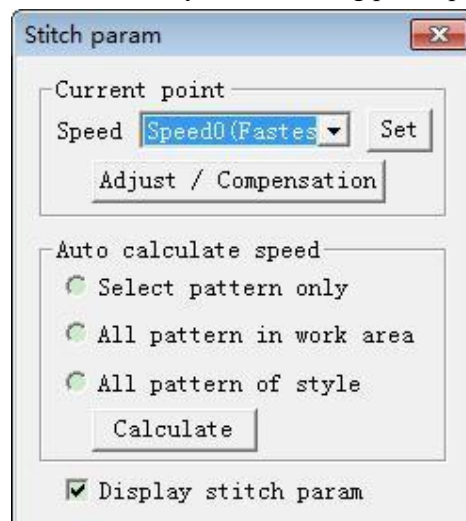 Stitch param
Current point
Speed Speed0(Fastes Set
Adjust / Compensation
Auto calculate speed
Select pattern only
All pattern in work area
All pattern of style
Calculate
Display stitch param